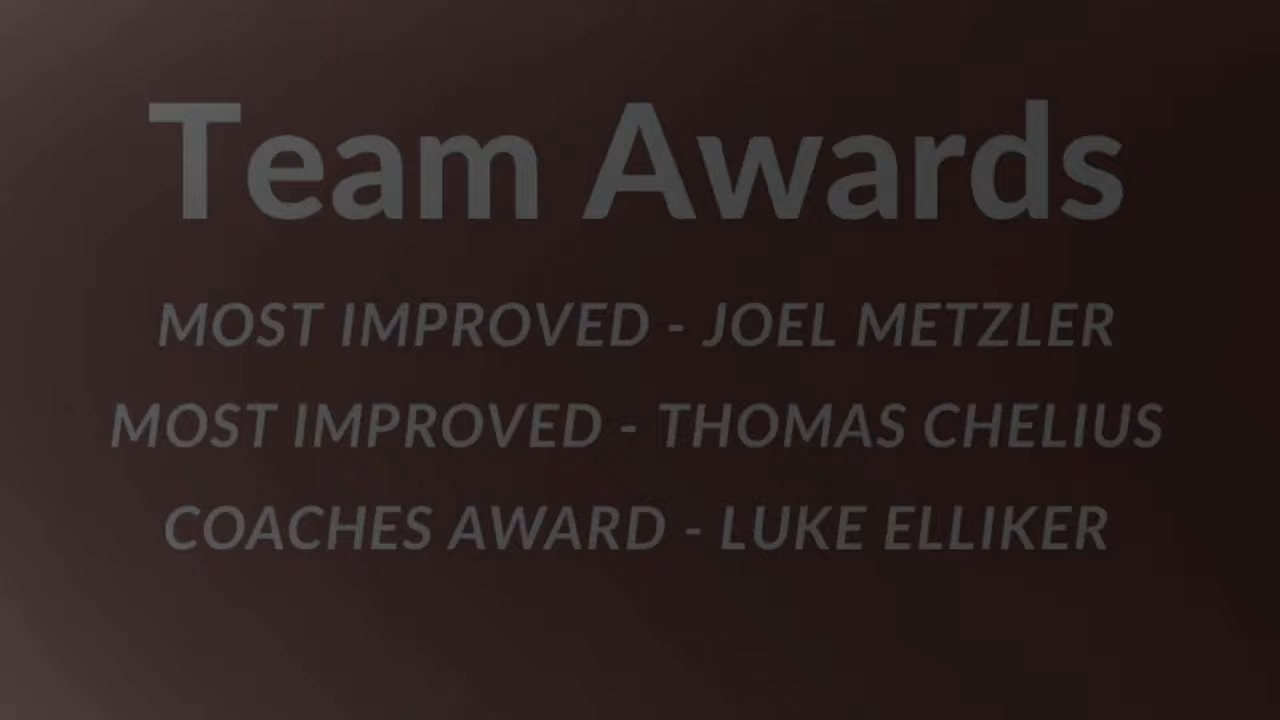 Team Awards
MOST IMPROVED - JOEL METZLER
MOST IMPROVED - THOMAS CHELIUS
COACHES AWARD - LUKE ELLIKER